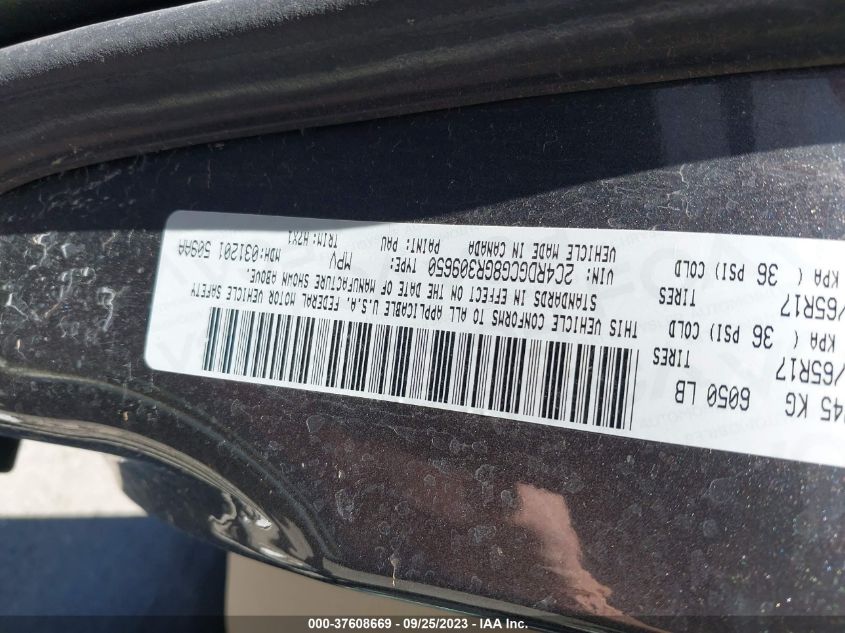 245 KG
6050 LB
/65R17
TIRES
KPA ( 36 PSI) COLD
/65R17
TIRES
KPA ( 36 PSI) COLD
THIS VEHICLE CONFORMS TO ALL APPLICABLE U.S.A. FEDERAL MOTOR VEHICLE SAFETY
STANDARDS IN EFFECT ON THE DATE OF MANUFACTURE SHOWN ABOVE.
VIN: 2C4RDGCG8GR309650 TYPE: MPV MDH:031201 509AA
VEHICLE MADE IN CANADA PAINT: PAU TRIM: H7X1
000-37608669 - 09/25/2023 - IAA Inc.